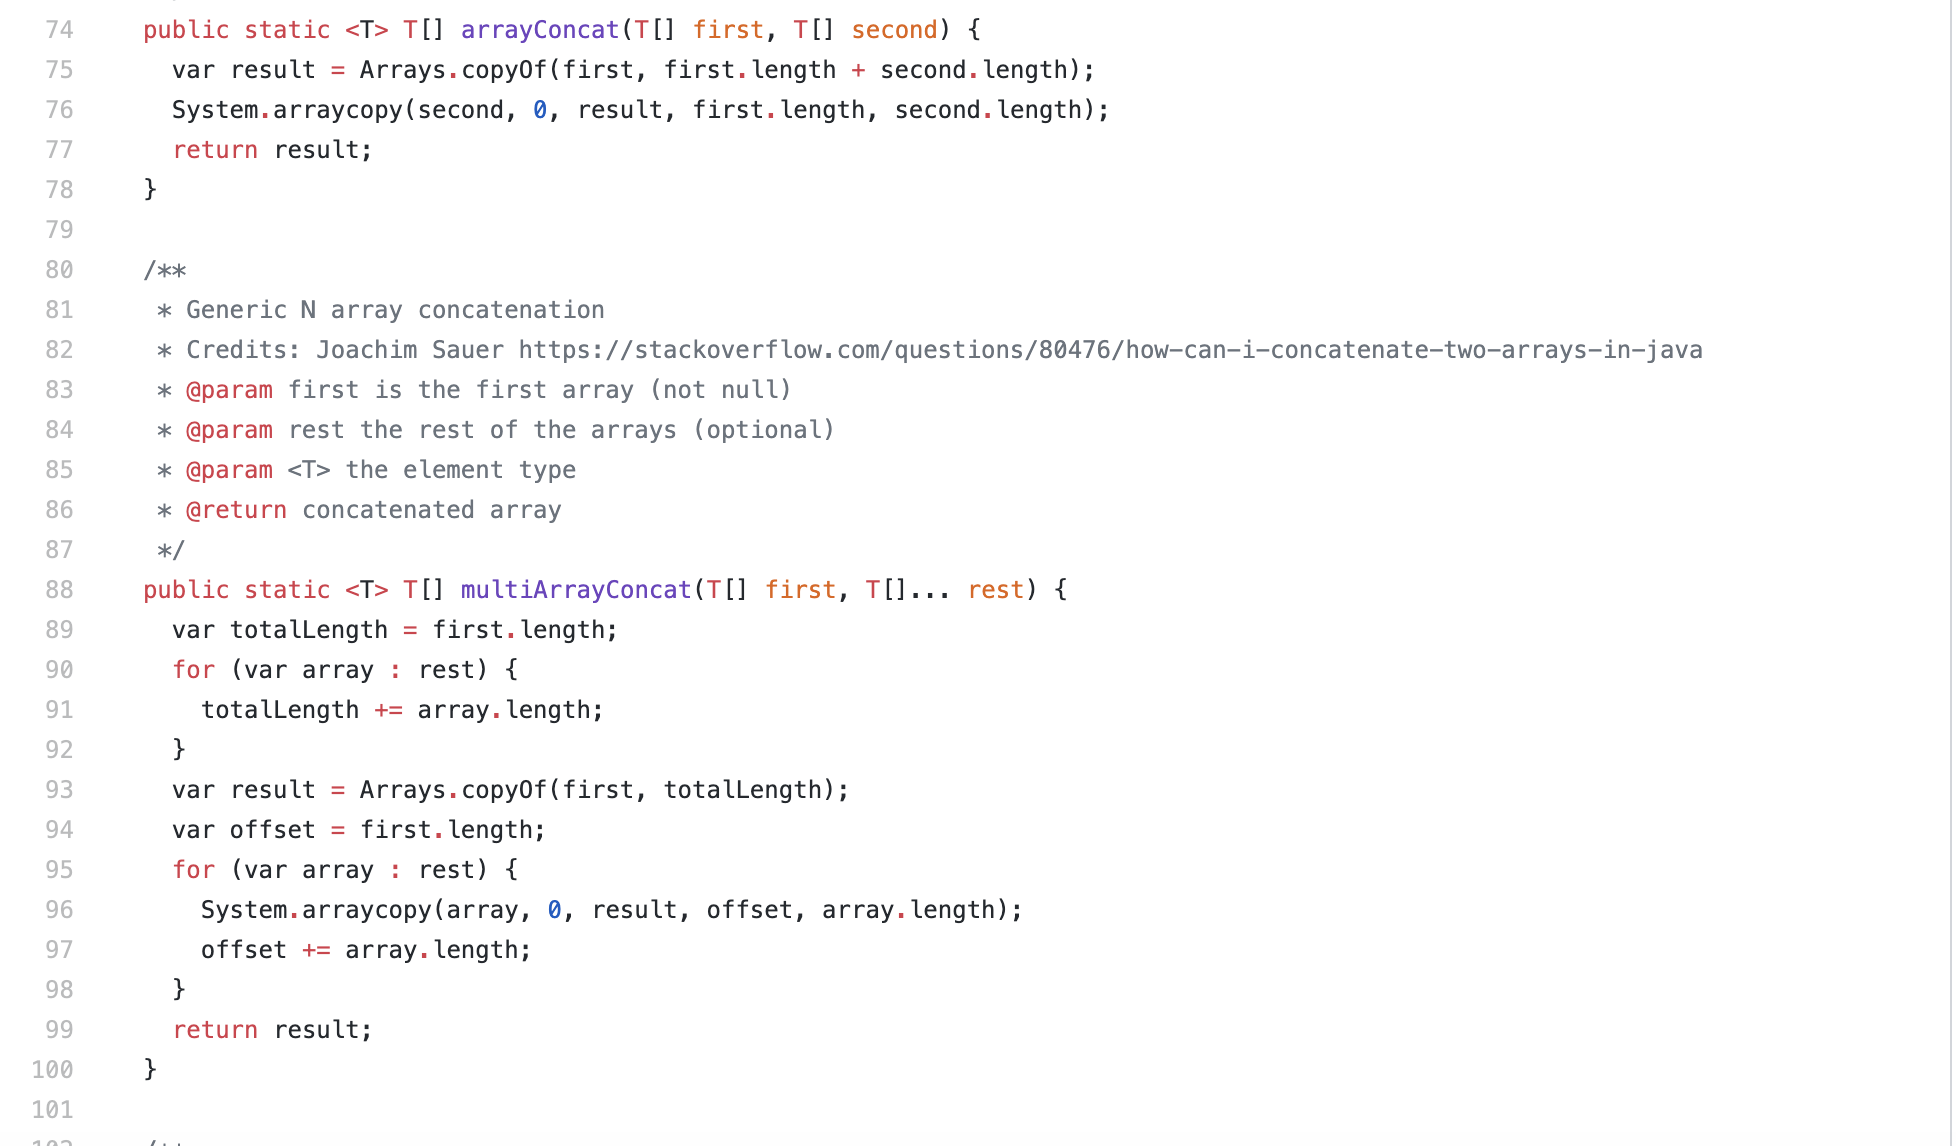 74 public static <T> T[] arrayConcat(T[] first, T[] second) {
75 var result = Arrays.copyOf(first, first.length + second.length);
76 System.arraycopy(second, 0, result, first.length, second.length);
77 return result;
78 }
79
80 /**
81 * Generic N array concatenation
82 * Credits: Joachim Sauer https://stackoverflow.com/questions/80476/how-can-i-concatenate-two-arrays-in-java
83 * @param first is the first array (not null)
84 * @param rest the rest of the arrays (optional)
85 * @param <T> the element type
86 * @return concatenated array
87 */
88 public static <T> T[] multiArrayConcat(T[] first, T[]... rest) {
89 var totalLength = first.length;
90 for (var array : rest) {
91 totalLength += array.length;
92 }
93 var result = Arrays.copyOf(first, totalLength);
94 var offset = first.length;
95 for (var array : rest) {
96 System.arraycopy(array, 0, result, offset, array.length);
97 offset += array.length;
98 }
99 return result;
100 }
101